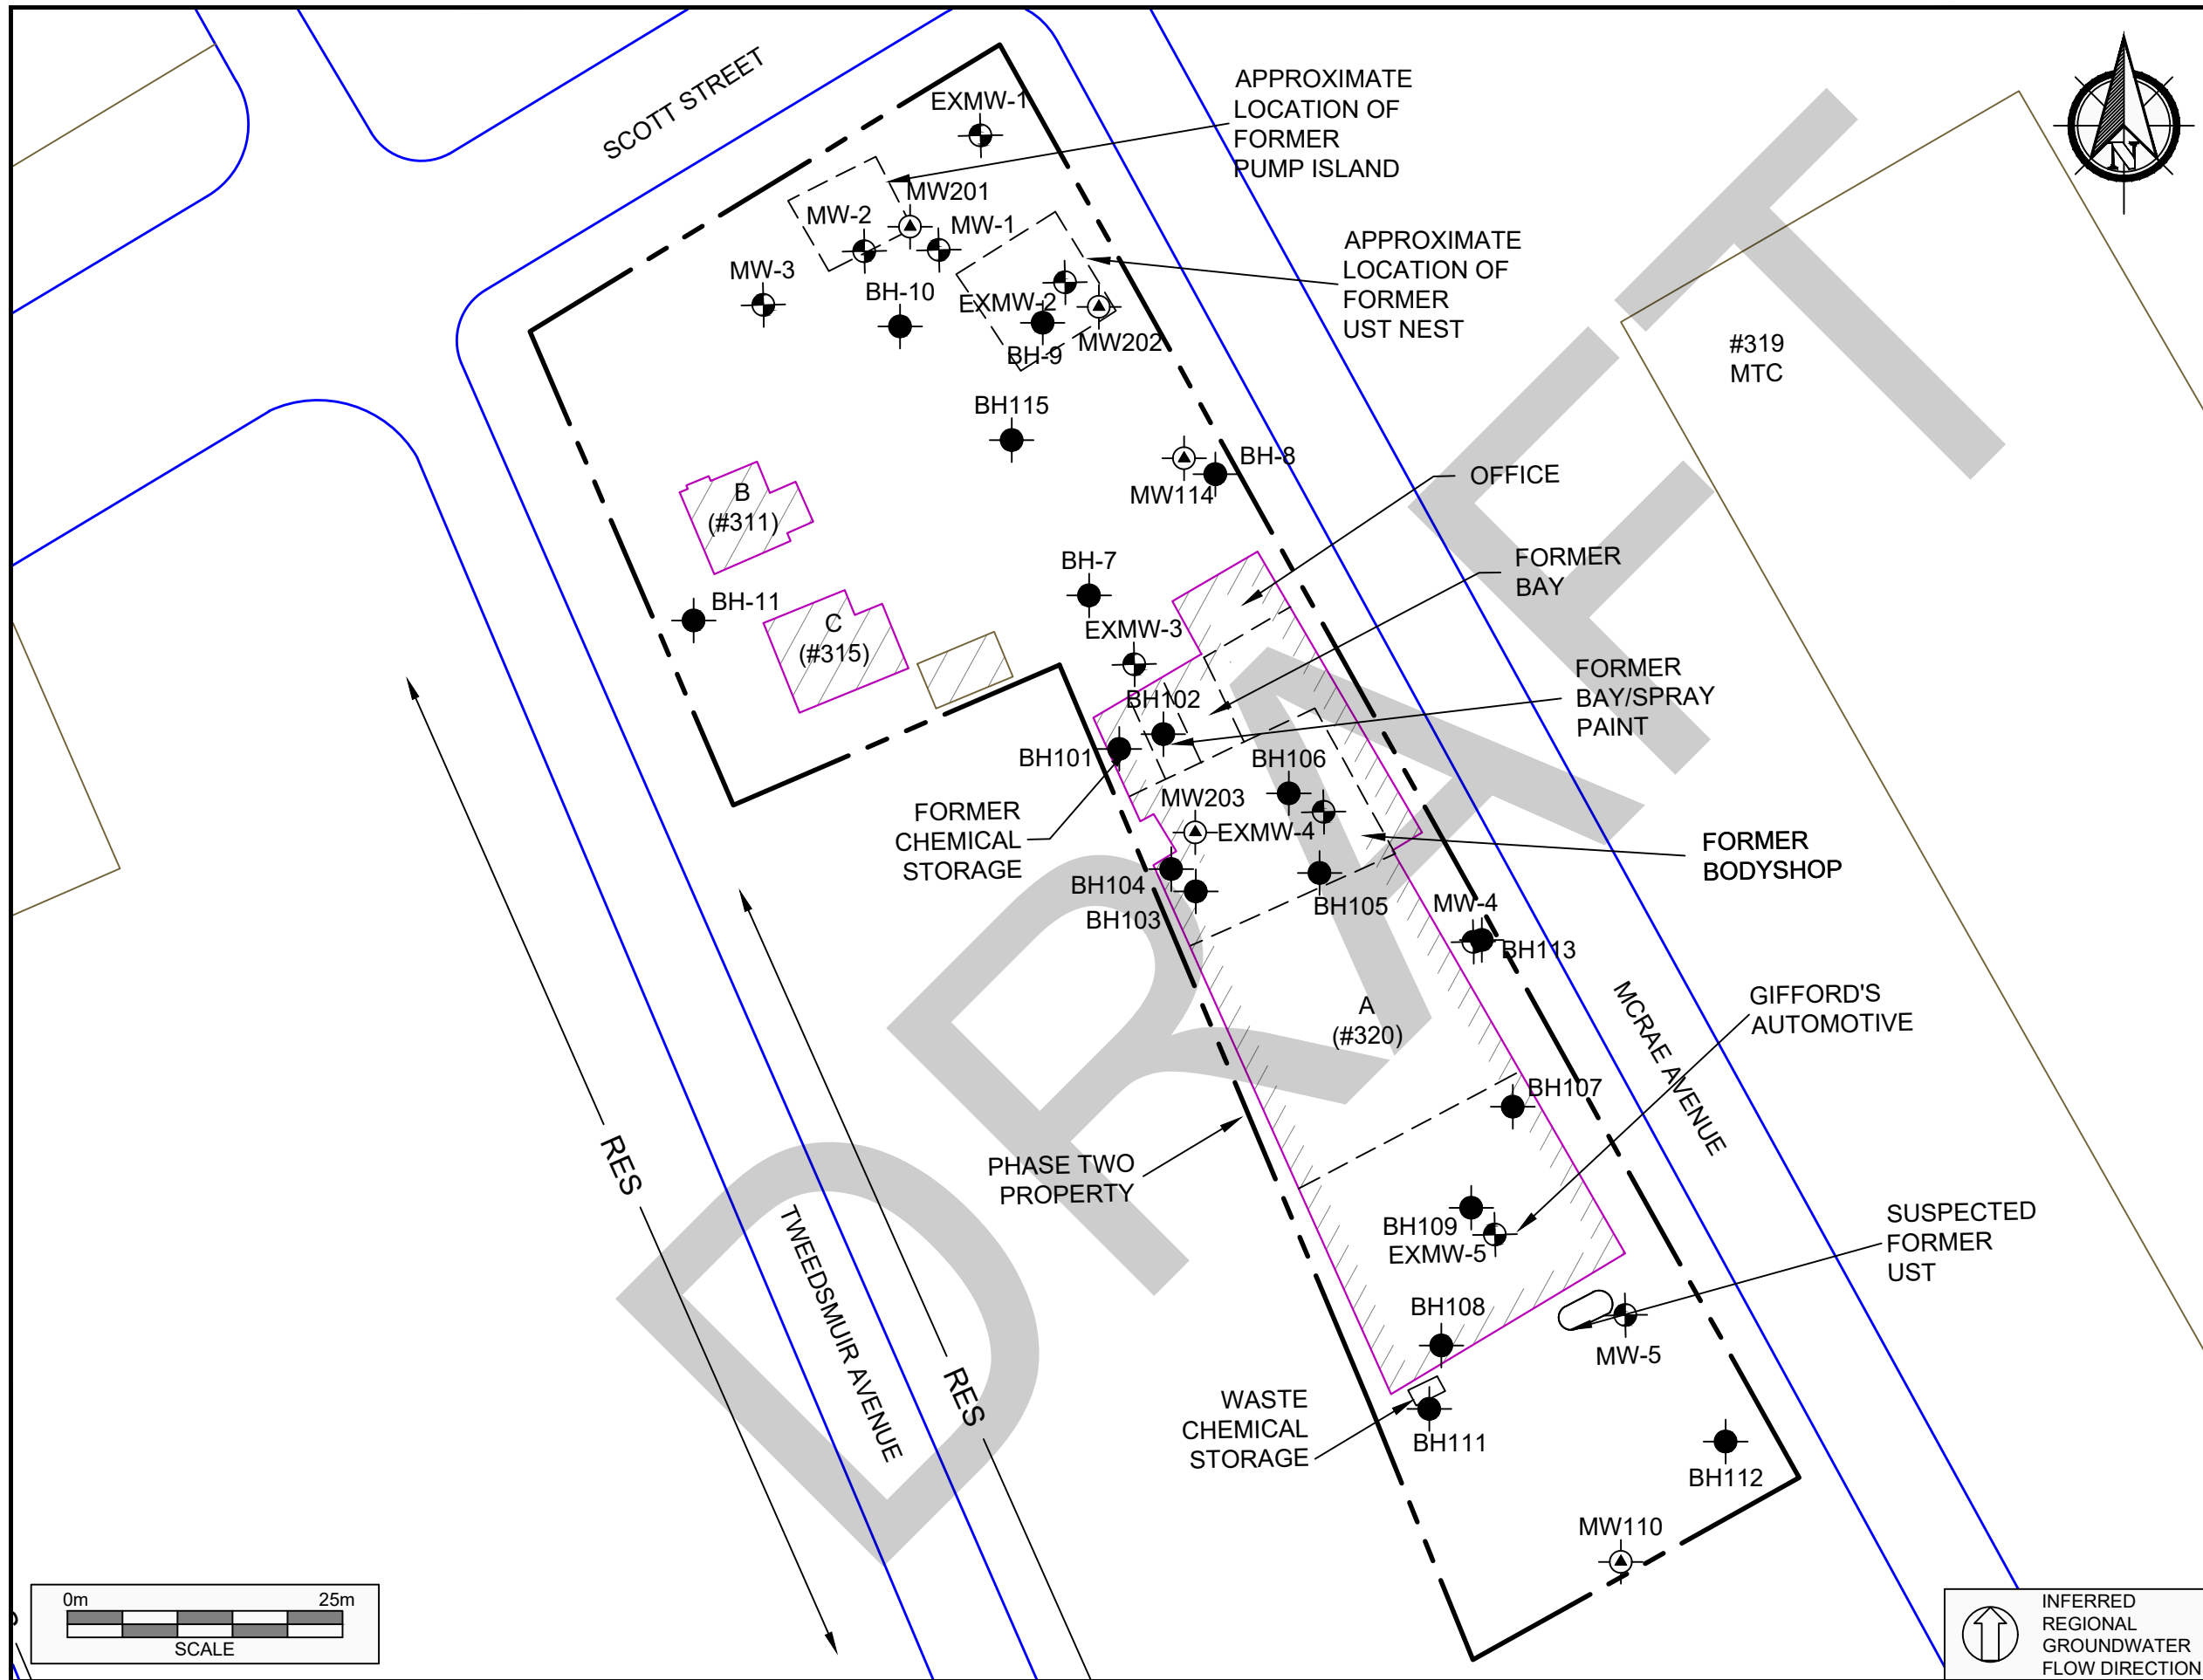 SCOTT STREET
EXMW-1
APPROXIMATE
LOCATION OF
FORMER
PUMP ISLAND
N
MW201
MW-2
MW-1
MW-3
BH-10
EXMW-2
BH-9
MW202
APPROXIMATE
LOCATION OF
FORMER
UST NEST
#319
MTC
BH115
BH-8
MW114
OFFICE
B
(#311)
BH-7
FORMER
BAY
BH-11
C
(#315)
EXMW-3
FORMER
BAY/SPRAY
PAINT
BH102
BH101
BH106
FORMER
CHEMICAL
STORAGE
MW203
EXMW-4
FORMER
BODYSHOP
BH104
BH103
BH105
MW-4
BH113
A
(#320)
GIFFORD'S
AUTOMOTIVE
MCRAE AVENUE
BH107
PHASE TWO
PROPERTY
RES
TWEEDSMUIR AVENUE
RES
BH109
EXMW-5
SUSPECTED
FORMER
UST
BH108
MW-5
WASTE
CHEMICAL
STORAGE
BH111
BH112
MW110
DRAFT
0m 25m
SCALE
INFERRED
REGIONAL
GROUNDWATER
FLOW DIRECTION